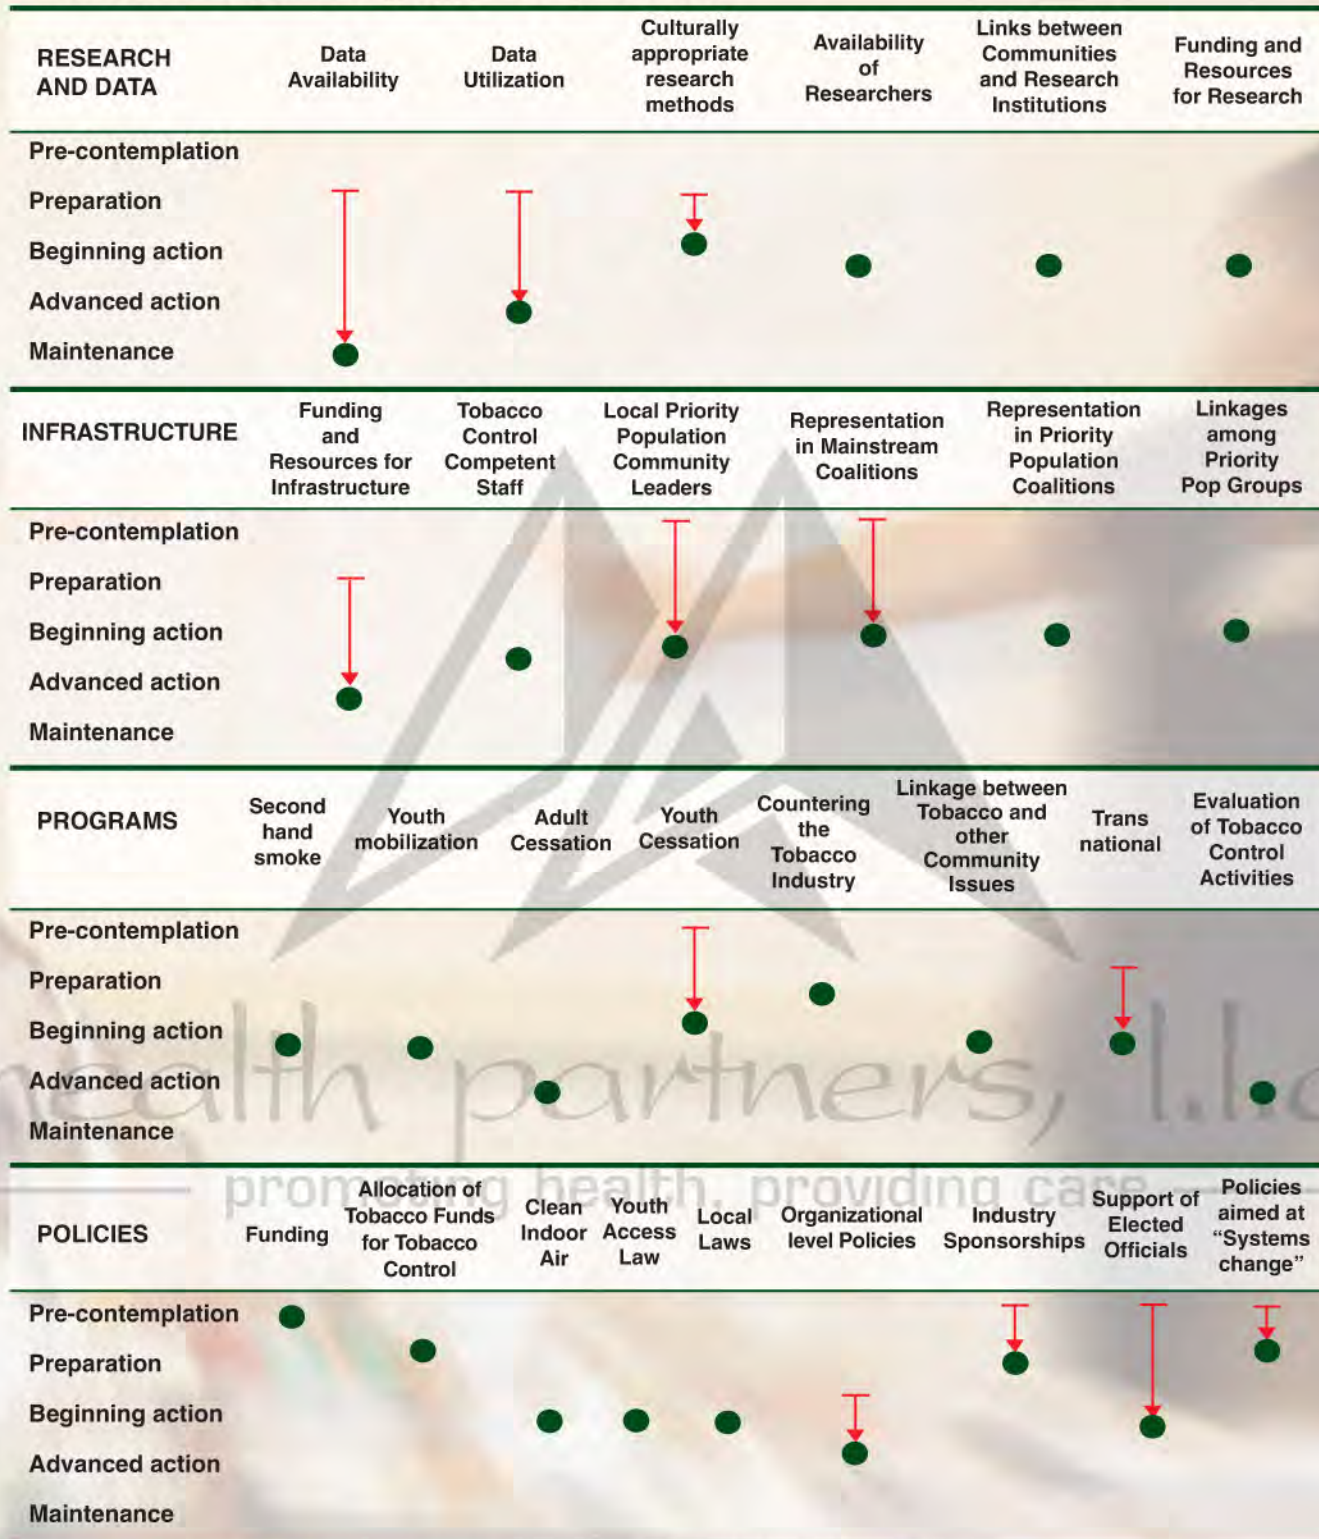 RESEARCH
AND DATA
Data
Availability
Data
Utilization
Culturally
appropriate
research
methods
Availability
of
Researchers
Links between
Communities
and Research
Institutions
Funding and
Resources
for Research
Pre-contemplation
Preparation
Beginning action
Advanced action
Maintenance
INFRASTRUCTURE
Funding
and
Resources for
Infrastructure
Tobacco
Control
Competent
Staff
Local Priority
Population
Community
Leaders
Representation
in Mainstream
Coalitions
Representation
in Priority
Population
Coalitions
Linkages
among
Priority
Pop Groups
Pre-contemplation
Preparation
Beginning action
Advanced action
Maintenance
PROGRAMS
Second
hand
smoke
Youth
mobilization
Adult
Cessation
Youth
Cessation
Countering
the
Tobacco
Industry
Linkage between
Tobacco and
other
Community
Issues
Trans
national
Evaluation
of Tobacco
Control
Activities
Pre-contemplation
Preparation
Beginning action
Advanced action
Maintenance
health partners, l.l.c
promoting health, providing care
POLICIES
Funding
Allocation of
Tobacco Funds
for Tobacco
Control
Clean
Indoor
Air
Youth
Access
Law
Local
Laws
Organizational
level Policies
Industry
Sponsorships
Support of
Elected
Officials
Policies
aimed at
“Systems
change”
Pre-contemplation
Preparation
Beginning action
Advanced action
Maintenance